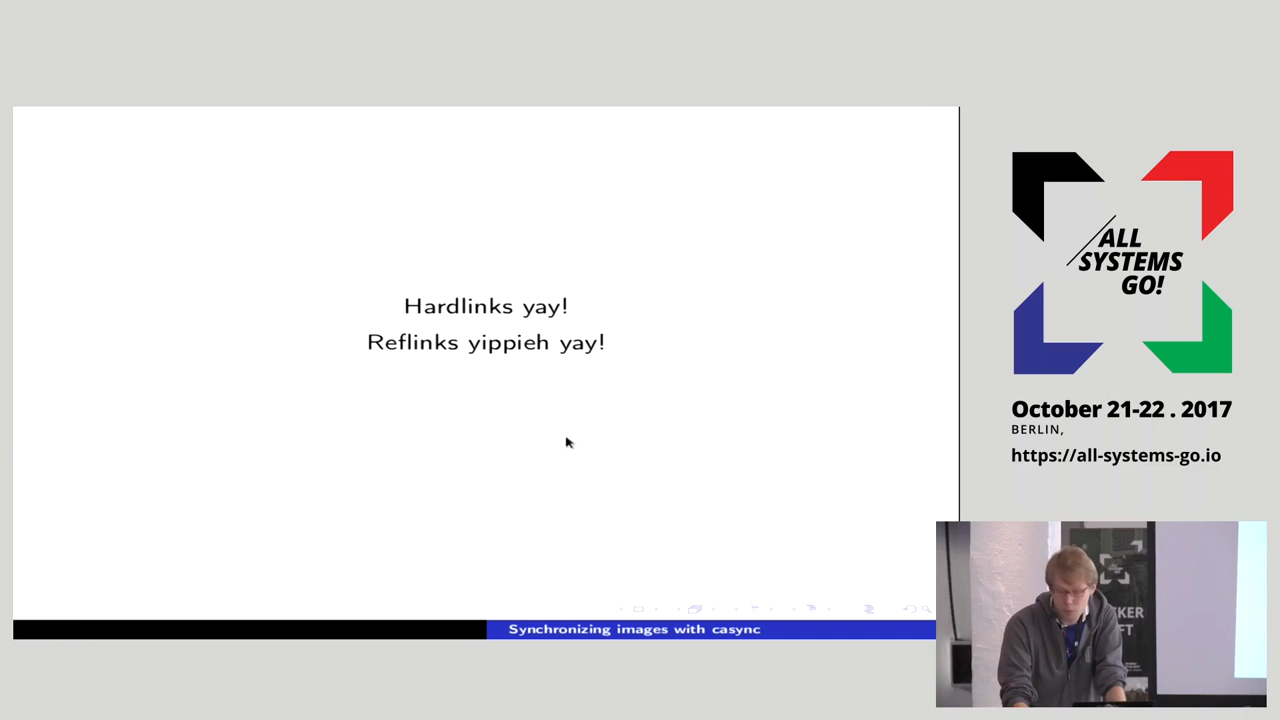 Hardlinks yay!
Reflinks yippieh yay!
Synchronizing images with casync
ALL
SYSTEMS
GO!
October 21-22 . 2017
BERLIN,
https://all-systems-go.io